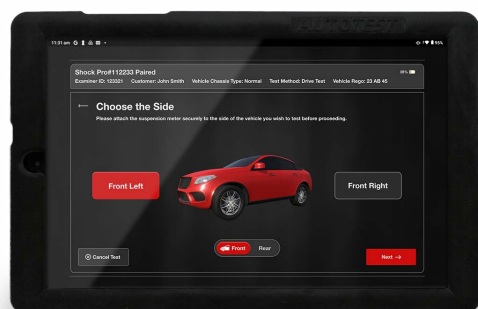 11:31 am
95%
Shock Pro#112233 Paired
Examiner ID: 123321 Customer: John Smith Vehicle Chassis Type: Normal Test Method: Drive Test Vehicle Rego: 23 AB 45
← Choose the Side
Please attach the suspension meter securely to the side of the vehicle you wish to test before proceeding.
Front Left
Front Right
Front Rear
Cancel Test
Next →